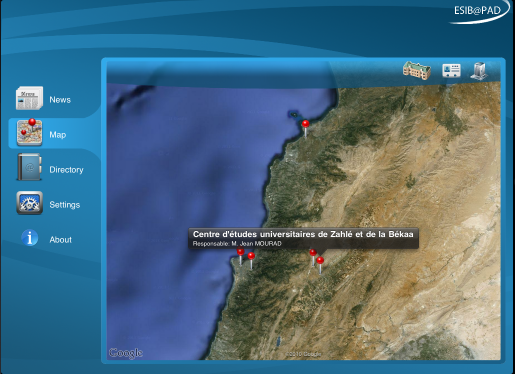 ESIB@PAD
News
News
Map
Directory
Settings
About
Centre d'études universitaires de Zahlé et de la Békaa
Responsable: M. Jean MOURAD
Google
©2010 Google